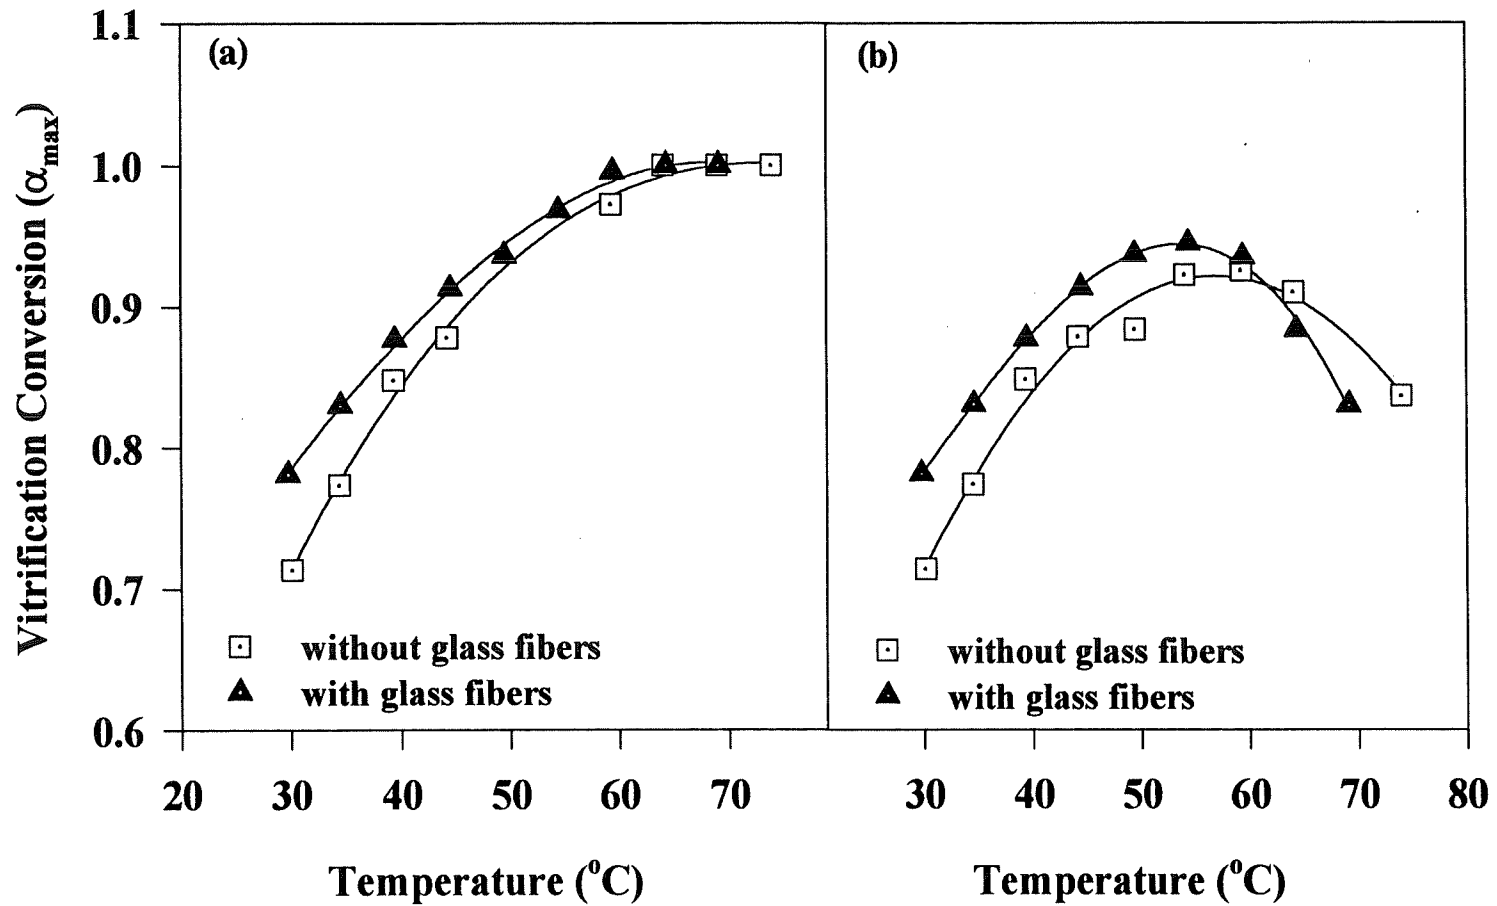 1.1
1.0
0.9
0.8
0.7
0.6
Vitrification Conversion (αmax)
(a)
without glass fibers
with glass fibers
20 30 40 50 60 70
Temperature (°C)
(b)
without glass fibers
with glass fibers
30 40 50 60 70 80
Temperature (°C)